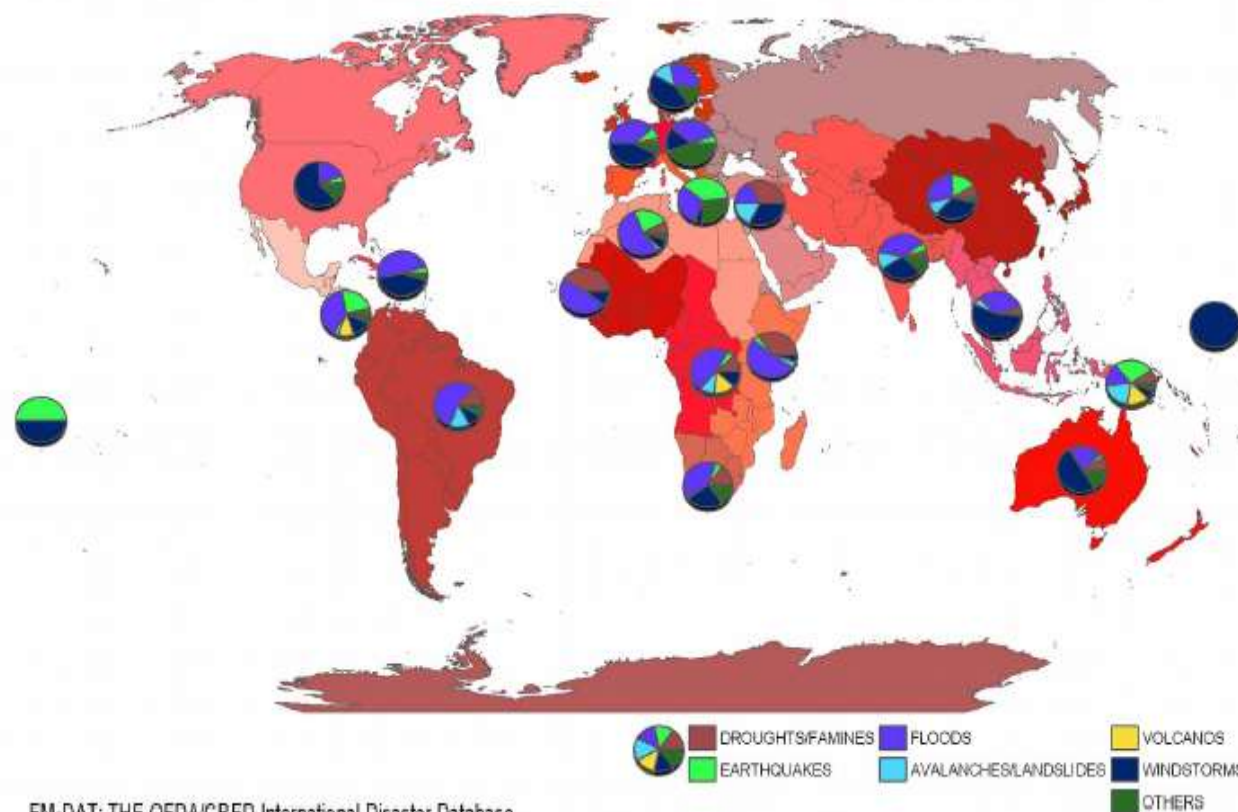 DROUGHTS/FAMINES FLOODS VOLCANOS
EARTHQUAKES AVALANCHES/LANDSLIDES WINDSTORMS
OTHERS
EM-DAT: THE OFDA/CRED International Disaster Database